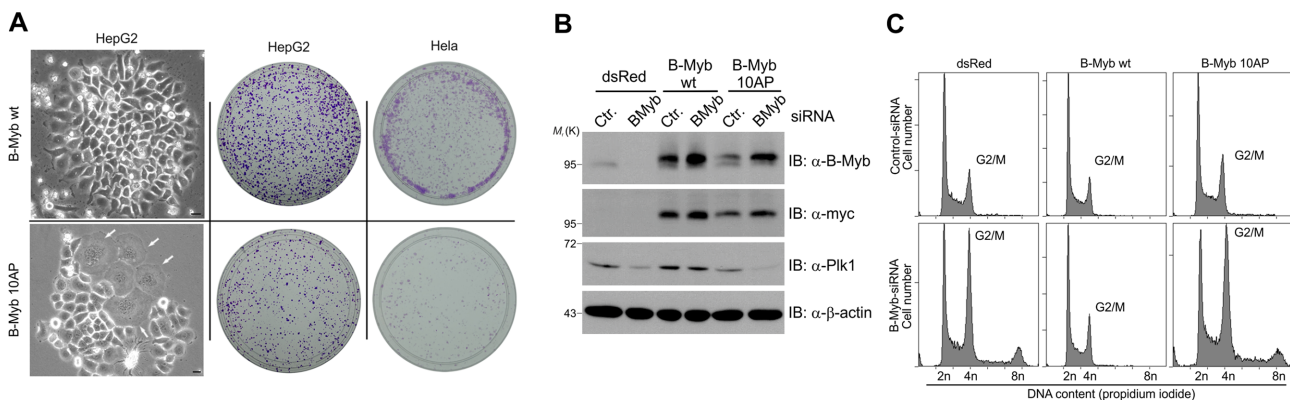 A
HepG2
HepG2
Hela
B-Myb wt
B-Myb 10AP
B
dsRed
B-Myb
wt
B-Myb
10AP
Ctr.
BMyb
Ctr.
BMyb
Ctr.
BMyb
siRNA
Mr(K)
95
IB: α-B-Myb
95
IB: α-myc
72
IB: α-Plk1
43
IB: α-β-actin
C
dsRed
B-Myb wt
B-Myb 10AP
Control-siRNA
Cell number
G2/M
G2/M
G2/M
B-Myb-siRNA
Cell number
G2/M
G2/M
G2/M
2n 4n 8n
2n 4n 8n
2n 4n 8n
DNA content (propidium iodide)